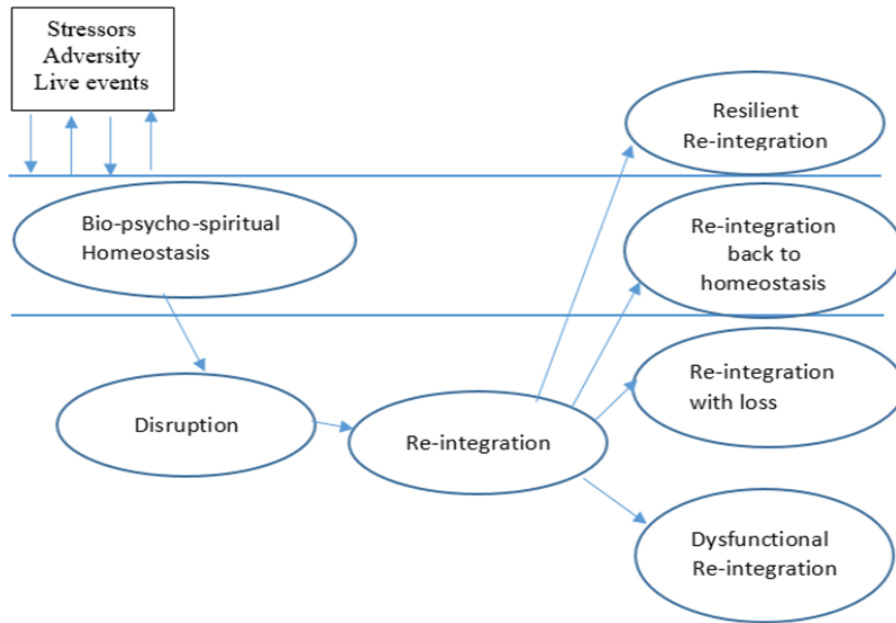 Stressors
Adversity
Live events
Resilient
Re-integration
Bio-psycho-spiritual
Homeostasis
Re-integration
back to
homeostasis
Re-integration
with loss
Disruption
Re-integration
Dysfunctional
Re-integration